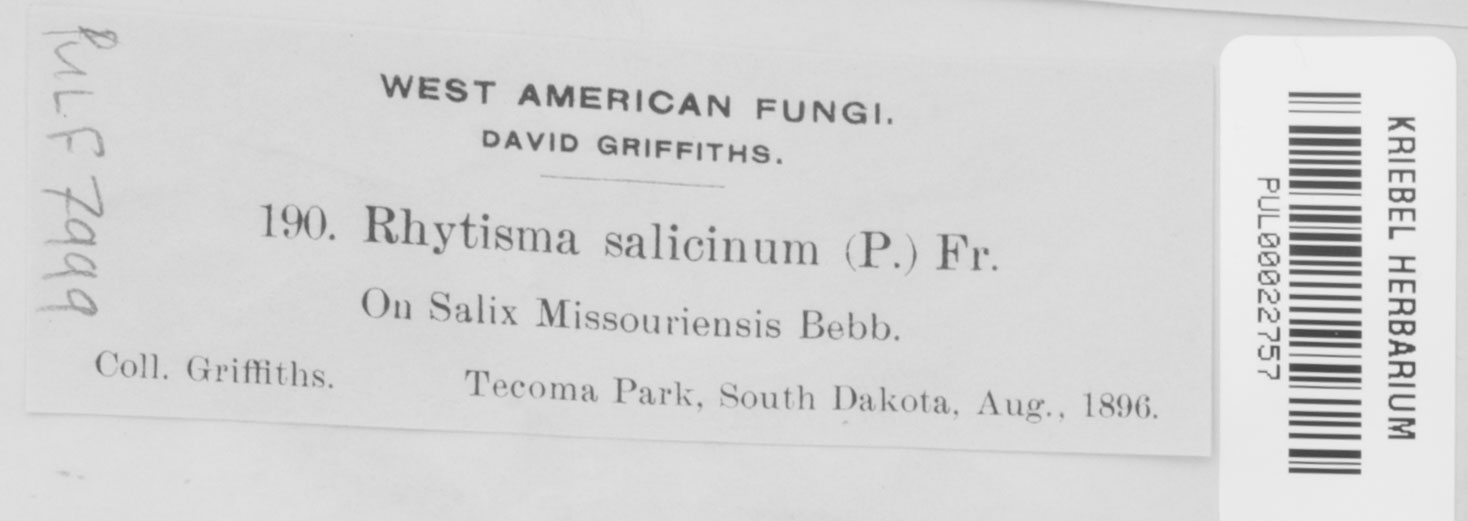 PUL F 7999
WEST AMERICAN FUNGI.
DAVID GRIFFITHS.
190. Rhytisma salicinum (P.) Fr.
On Salix Missouriensis Bebb.
Coll. Griffiths. Tecoma Park, South Dakota, Aug., 1896.
KRIEBEL HERBARIUM
PUL00022757